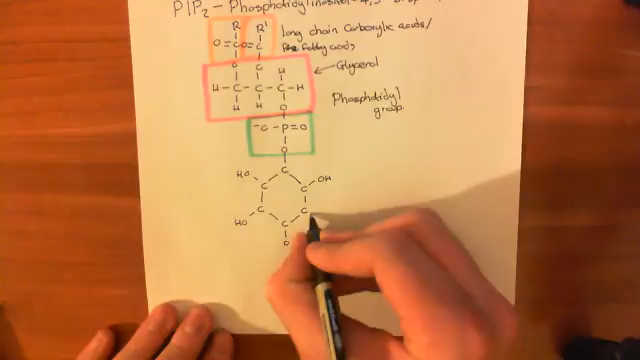 PIP2 - Phosphatidylinositol-4,5-
R R' long chain Carboxylic acids/
O=C O=C Fatty acids
O O H Glycerol
H-C-C-C-H Phosphatidyl
H H O group
-O-P=O
O
HO C OH
C C
C C
HO C
O